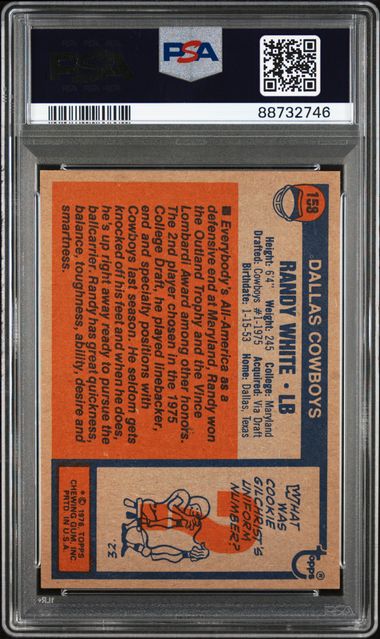 PSA
PSA
88732746
158
DALLAS COWBOYS
RANDY WHITE • LB
Height: 6'4" Weight: 245 College: Maryland
Drafted: Cowboys #1-1975 Acquired: Via Draft
Birthdate: 1-15-53 Home: Dallas, Texas
■ Everybody's All-America as a
defensive end at Maryland, Randy won
the Outland Trophy and the Vince
Lombardi Award among other honors.
The 2nd player chosen in the 1975
College Draft, he played linebacker,
end and specialty positions with
Cowboys last season. He seldom gets
knocked off his feet and when he does,
he's up right away ready to pursue the
ballcarrier. Randy has great quickness,
balance, toughness, ability, desire and
smartness.
Topps®
WHAT
WAS
COOKIE
GILCHRIST'S
UNIFORM
NUMBER?
32
© 1976 TOPPS
CHEWING GUM, INC.
PRTD. IN U.S.A.